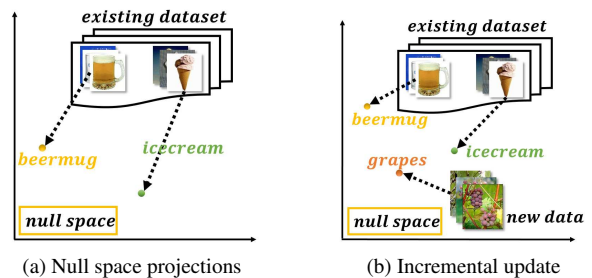 existing dataset
beermug
icecream
null space
(a) Null space projections
existing dataset
beermug
grapes
icecream
null space
new data
(b) Incremental update